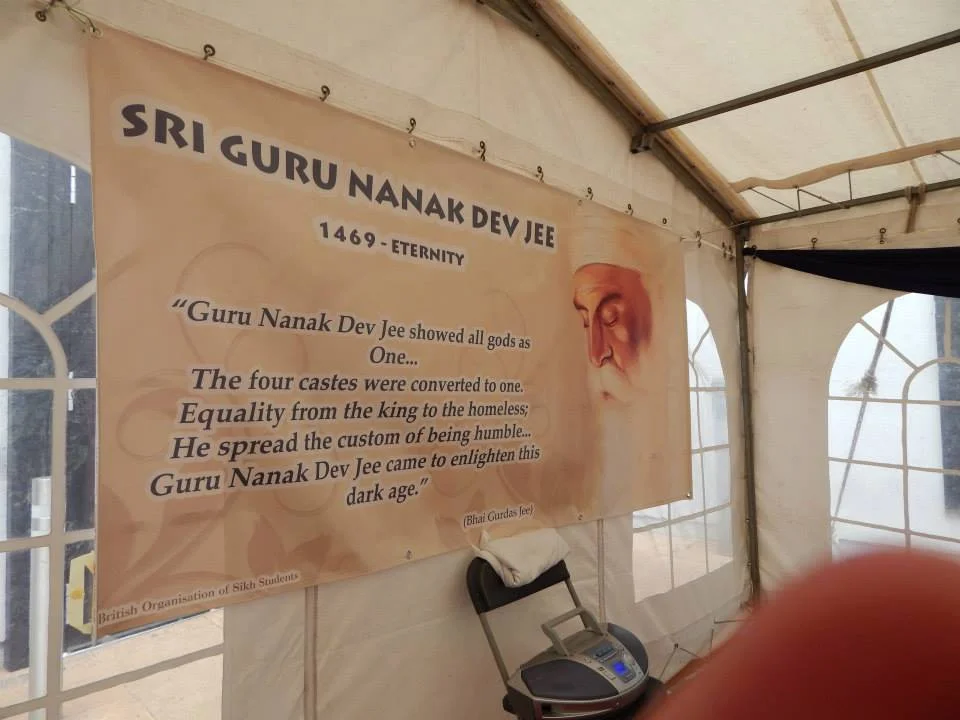 SRI GURU NANAK DEV JEE
1469 - ETERNITY
“Guru Nanak Dev Jee showed all gods as
One...
The four castes were converted to one.
Equality from the king to the homeless;
He spread the custom of being humble...
Guru Nanak Dev Jee came to enlighten this
dark age.”
(Bhai Gurdas Jee)
British Organisation of Sikh Students